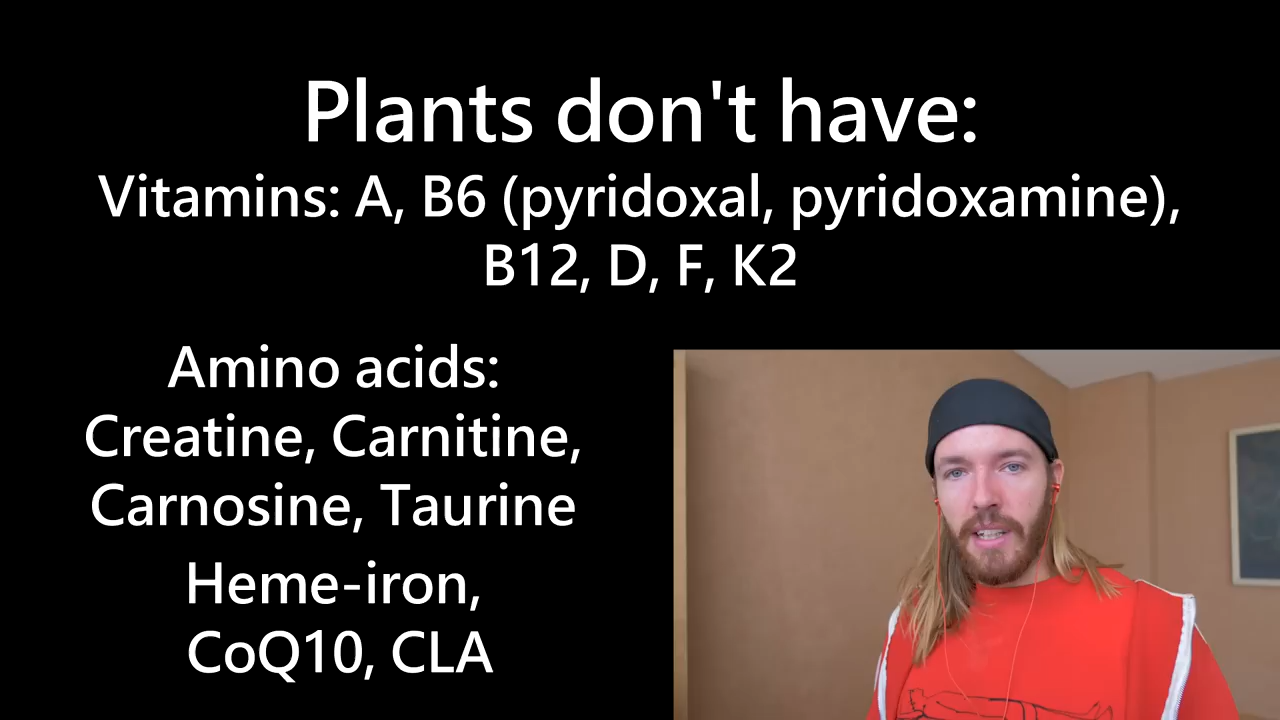 Plants don't have:
Vitamins: A, B6 (pyridoxal, pyridoxamine),
B12, D, F, K2
Amino acids:
Creatine, Carnitine,
Carnosine, Taurine
Heme-iron,
CoQ10, CLA